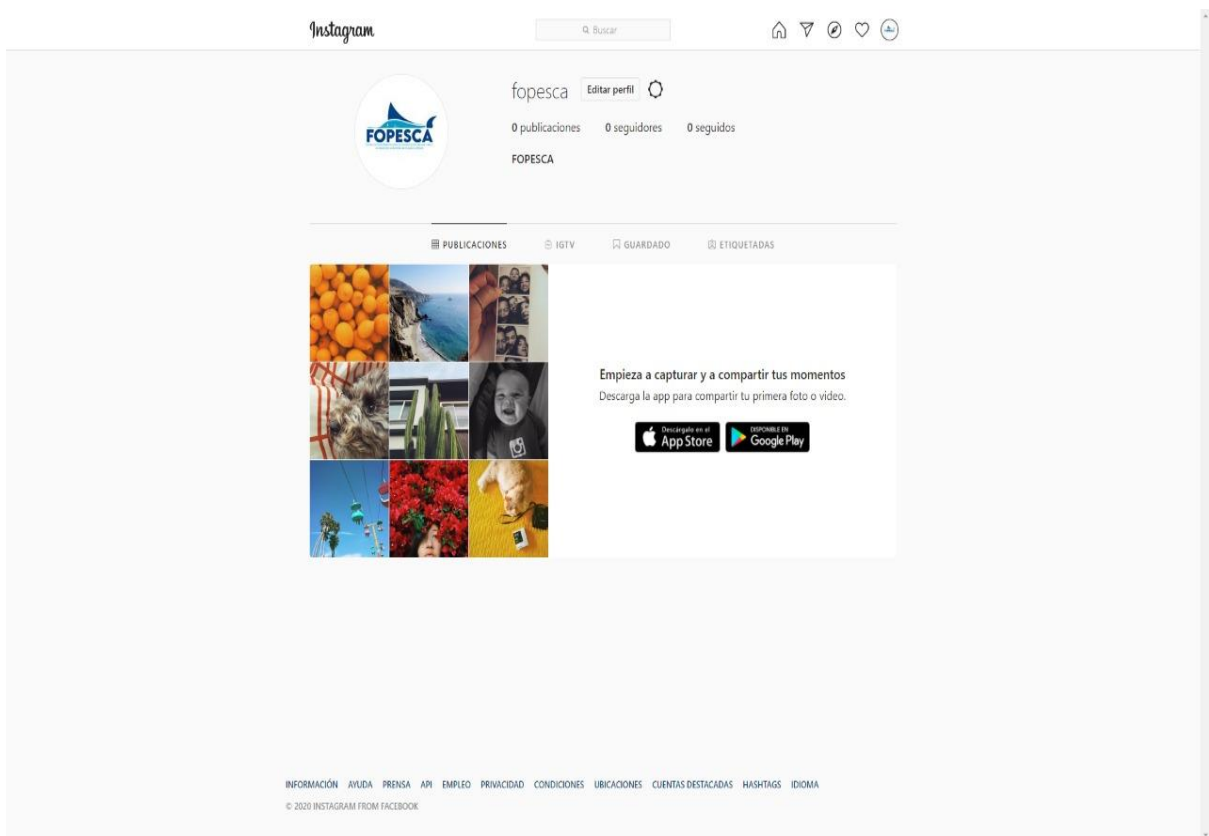 Instagram
Buscar
fopesca Editar perfil
0 publicaciones 0 seguidores 0 seguidos
FOPESCA
FOPESCA
PUBLICACIONES IGTV GUARDADO ETIQUETADAS
Empieza a capturar y a compartir tus momentos
Descarga la app para compartir tu primera foto o video.
Descárgalo en el
App Store
DISPONIBLE EN
Google Play
INFORMACIÓN AYUDA PRENSA API EMPLEO PRIVACIDAD CONDICIONES UBICACIONES CUENTAS DESTACADAS HASHTAGS IDIOMA
© 2020 INSTAGRAM FROM FACEBOOK